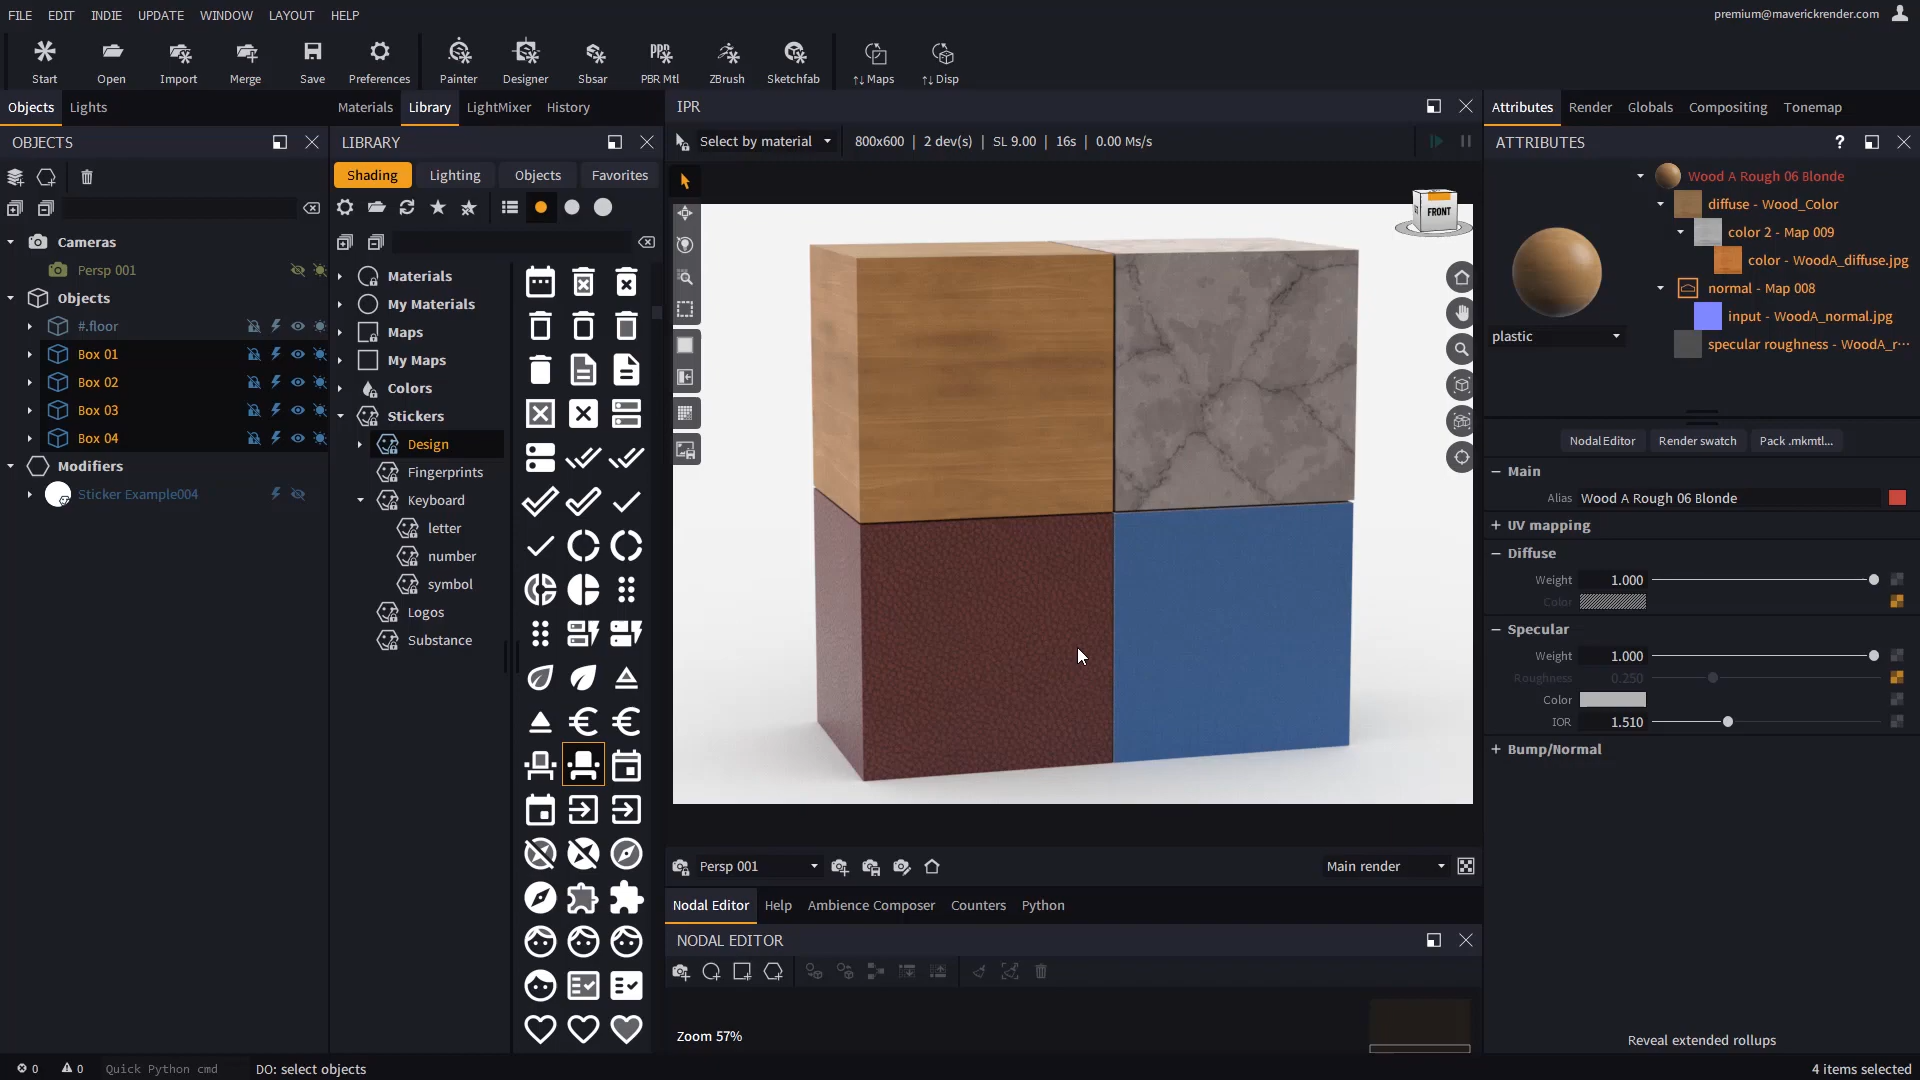 FILE EDIT INDIE UPDATE WINDOW LAYOUT HELP
premium@maverickrender.com
Start Open Import Merge Save Preferences Painter Designer Sbsar PBR Mtl ZBrush Sketchfab ↑↓Maps ↑↓Disp
Objects Lights
Materials Library LightMixer History
IPR
Attributes Render Globals Compositing Tonemap
OBJECTS
LIBRARY
Select by material
800x600 | 2 dev(s) | SL 9.00 | 16s | 0.00 Ms/s
ATTRIBUTES
?
Shading Lighting Objects Favorites
Cameras
Persp 001
Objects
#.floor
Box 01
Box 02
Box 03
Box 04
Modifiers
Sticker Example004
Materials
My Materials
Maps
My Maps
Colors
Stickers
Design
Fingerprints
Keyboard
letter
number
symbol
Logos
Substance
FRONT
Persp 001
Main render
Nodal Editor Help Ambience Composer Counters Python
NODAL EDITOR
Zoom 57%
Wood A Rough 06 Blonde
diffuse - Wood_Color
color 2 - Map 009
color - WoodA_diffuse.jpg
normal - Map 008
input - WoodA_normal.jpg
specular roughness - WoodA_r···
plastic
Nodal Editor Render swatch Pack .mkmtl...
Main
Alias Wood A Rough 06 Blonde
UV mapping
Diffuse
Weight 1.000
Color
Specular
Weight 1.000
Roughness 0.250
Color
IOR 1.510
Bump/Normal
Reveal extended rollups
0 0 Quick Python cmd DO: select objects
4 items selected